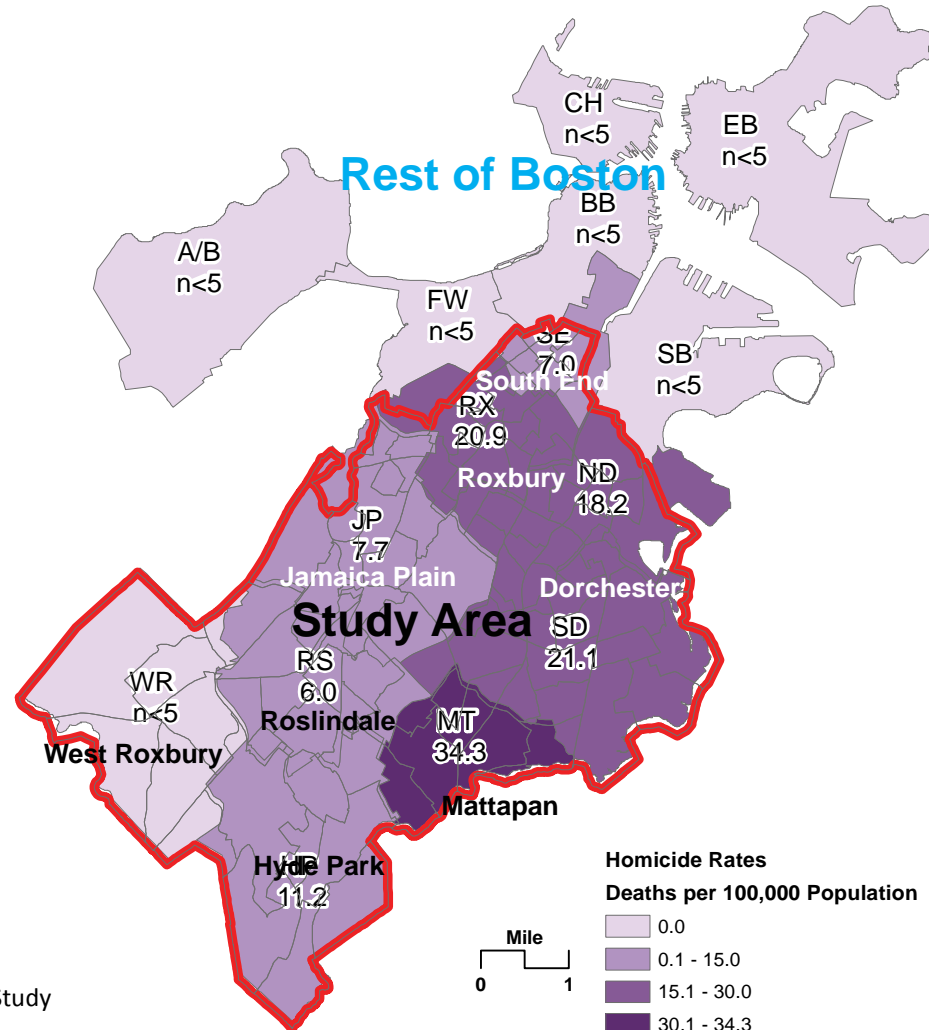 CH
n<5
EB
n<5
Rest of Boston
BB
n<5
A/B
n<5
FW
n<5
SE
7.0
SB
n<5
South End
RX
20.9
Roxbury
ND
18.2
JP
7.7
Jamaica Plain
Dorchester
Study Area
SD
21.1
RS
6.0
WR
n<5
Roslindale
MT
34.3
West Roxbury
Mattapan
Hyde Park
HP
11.2
Homicide Rates
Deaths per 100,000 Population
0.0
0.1 - 15.0
15.1 - 30.0
30.1 - 34.3
Mile
0 1
Study